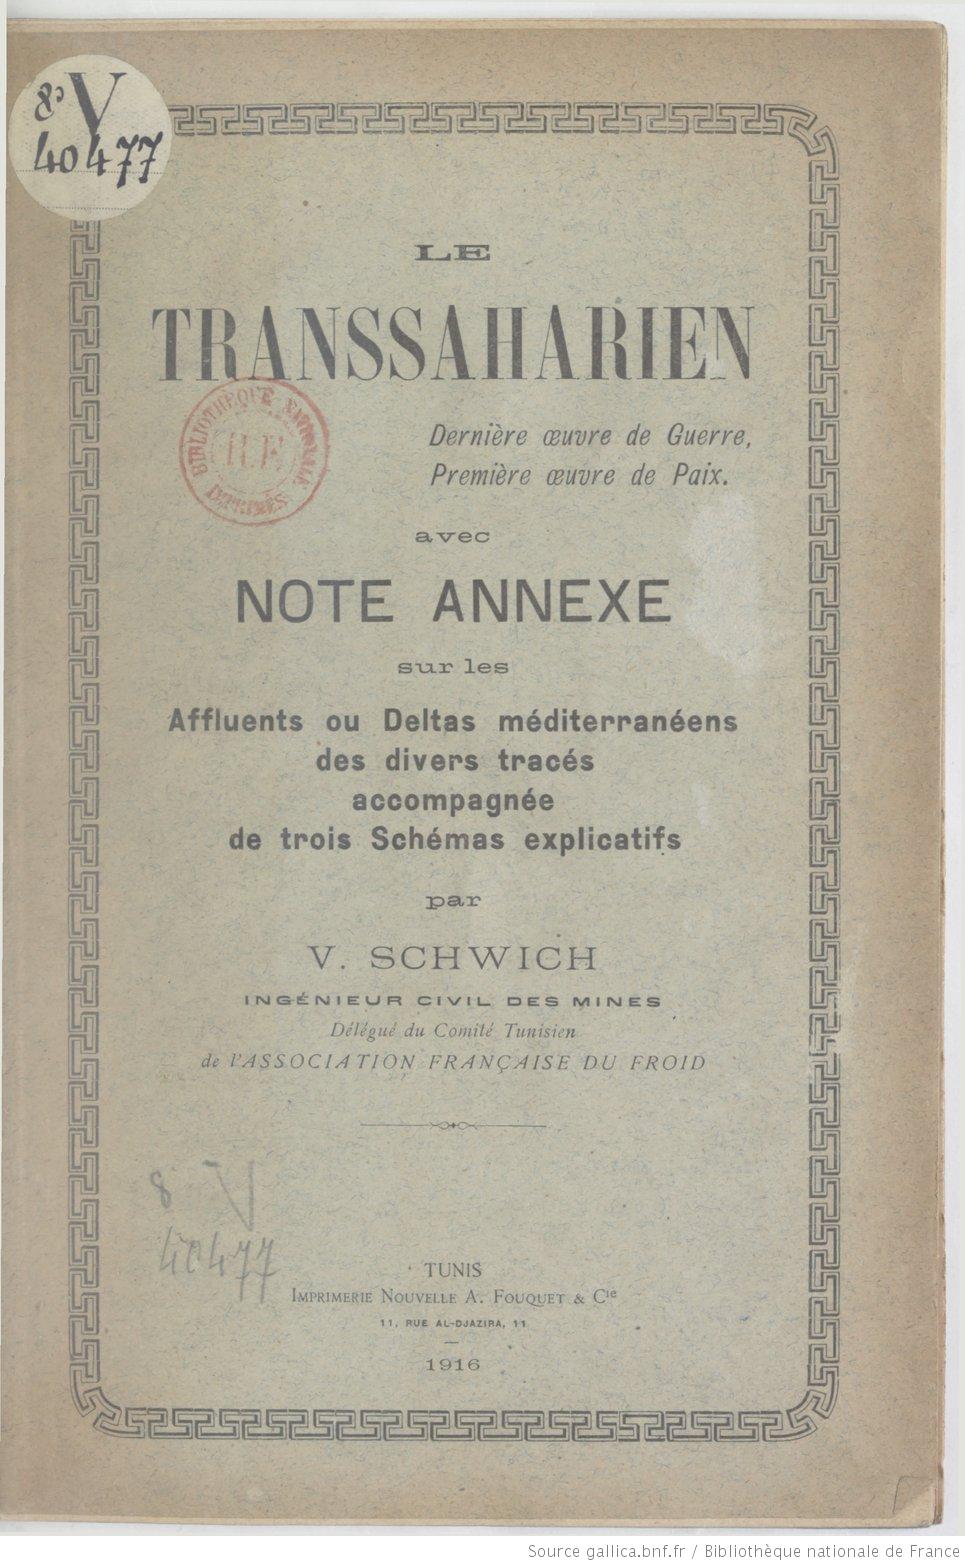 8º V
40477
LE
TRANSSAHARIEN
BIBLIOTHÈQUE NATIONALE
R.F.
IMPRIMÉS
Dernière œuvre de Guerre,
Première œuvre de Paix.
avec
NOTE ANNEXE
sur les
Affluents ou Deltas méditerranéens
des divers tracés
accompagnée
de trois Schémas explicatifs
par
V. SCHWICH
INGÉNIEUR CIVIL DES MINES
Délégué du Comité Tunisien
de l'ASSOCIATION FRANÇAISE DU FROID
8 V
40477
TUNIS
IMPRIMERIE NOUVELLE A. FOUQUET & Cie
11, RUE AL-DJAZIRA, 11
1916
Source gallica.bnf.fr / Bibliothèque nationale de France